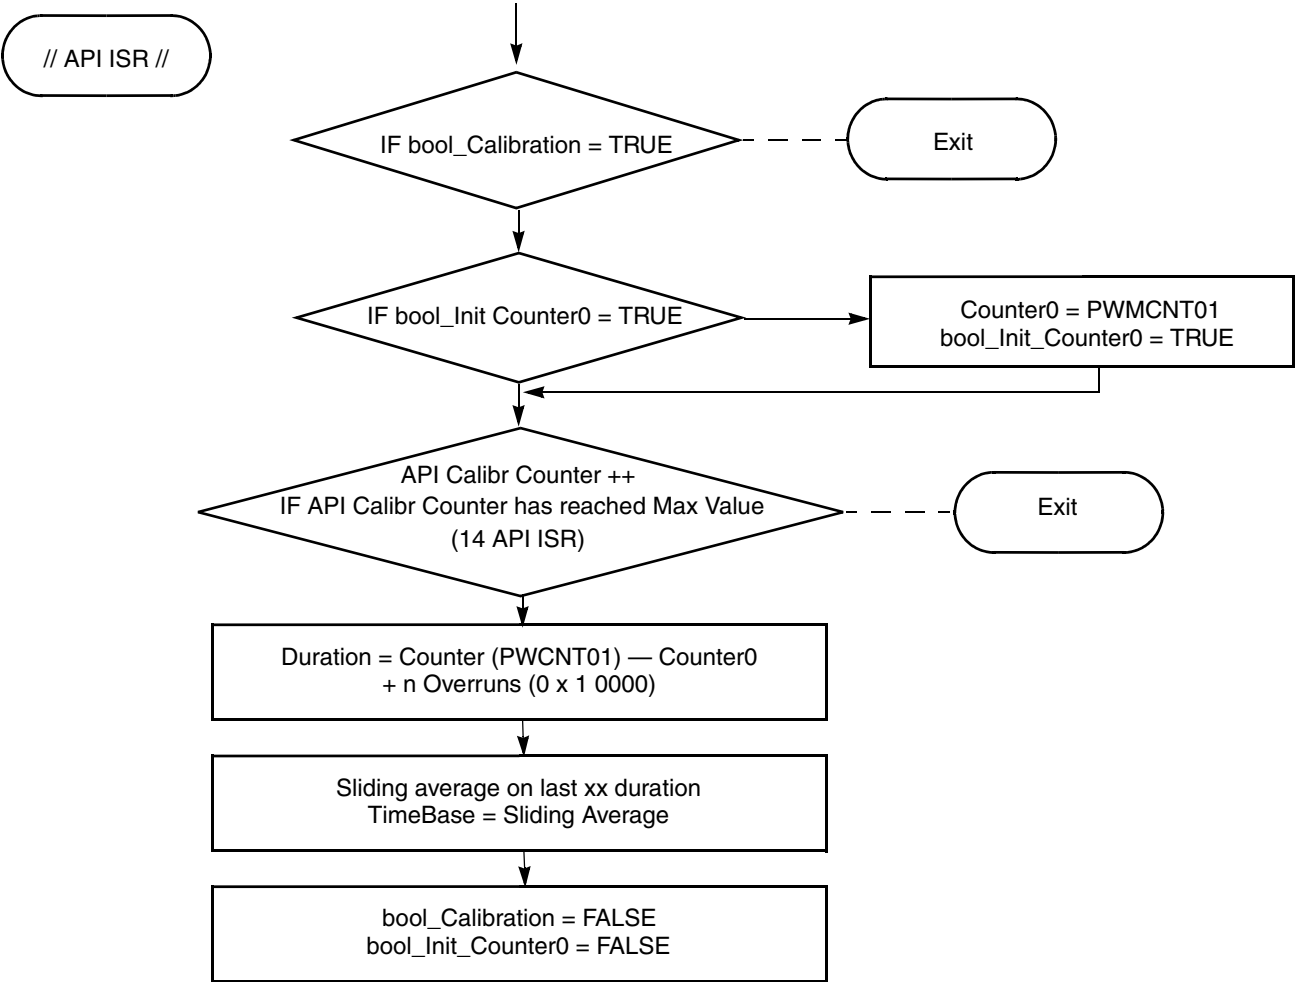 // API ISR //
IF bool_Calibration = TRUE
Exit
IF bool_Init Counter0 = TRUE
Counter0 = PWMCNT01
bool_Init_Counter0 = TRUE
API Calibr Counter ++
IF API Calibr Counter has reached Max Value
(14 API ISR)
Exit
Duration = Counter (PWCNT01) — Counter0
+ n Overruns (0 x 1 0000)
Sliding average on last xx duration
TimeBase = Sliding Average
bool_Calibration = FALSE
bool_Init_Counter0 = FALSE